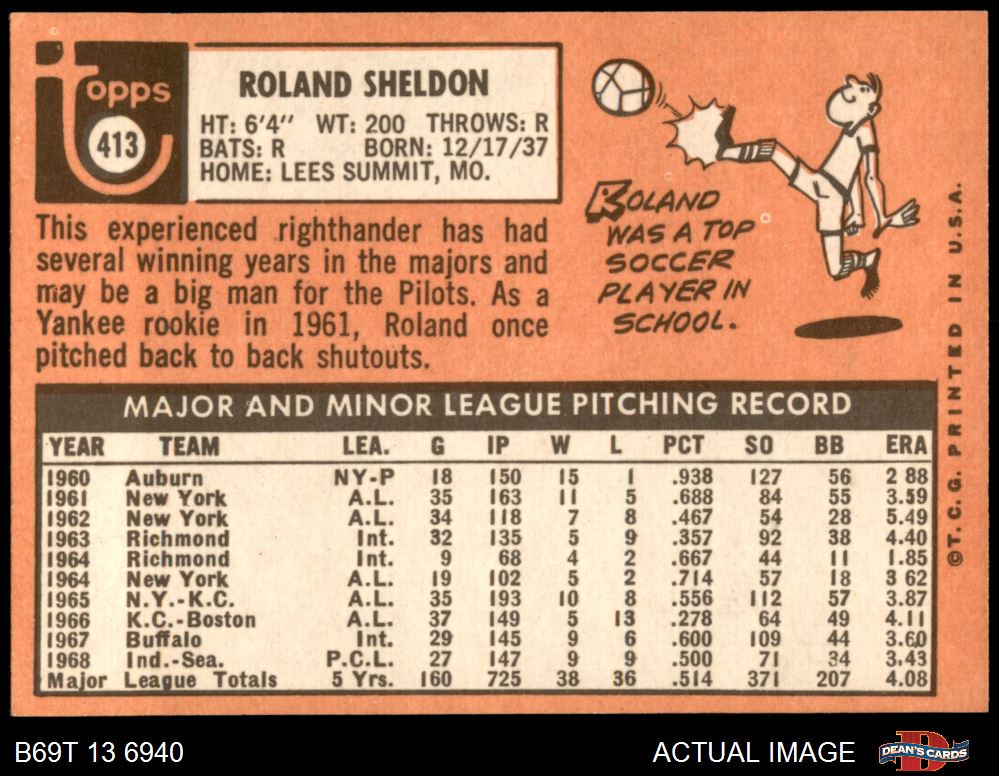 Topps
413
ROLAND SHELDON
HT: 6'4" WT: 200 THROWS: R
BATS: R BORN: 12/17/37
HOME: LEES SUMMIT, MO.
This experienced righthander has had
several winning years in the majors and
may be a big man for the Pilots. As a
Yankee rookie in 1961, Roland once
pitched back to back shutouts.
ROLAND
WAS A TOP
SOCCER
PLAYER IN
SCHOOL.
MAJOR AND MINOR LEAGUE PITCHING RECORD
YEAR TEAM LEA. G IP W L PCT SO BB ERA
1960 Auburn NY-P 18 150 15 1 .938 127 56 2 88
1961 New York A.L. 35 163 11 5 .688 84 55 3.59
1962 New York A.L. 34 118 7 8 .467 54 28 5.49
1963 Richmond Int. 32 135 5 9 .357 92 38 4.40
1964 Richmond Int. 9 68 4 2 .667 44 11 1.85
1964 New York A.L. 19 102 5 2 .714 57 18 3 62
1965 N.Y.-K.C. A.L. 35 193 10 8 .556 112 57 3.87
1966 K.C.-Boston A.L. 37 149 5 13 .278 64 49 4.11
1967 Buffalo Int. 29 145 9 6 .600 109 44 3.60
1968 Ind.-Sea. P.C.L. 27 147 9 9 .500 71 34 3.43
Major League Totals 5 Yrs. 160 725 38 36 .514 371 207 4.08
©T.C.G. PRINTED IN U.S.A.
B69T 13 6940
ACTUAL IMAGE
DEAN'S CARDS